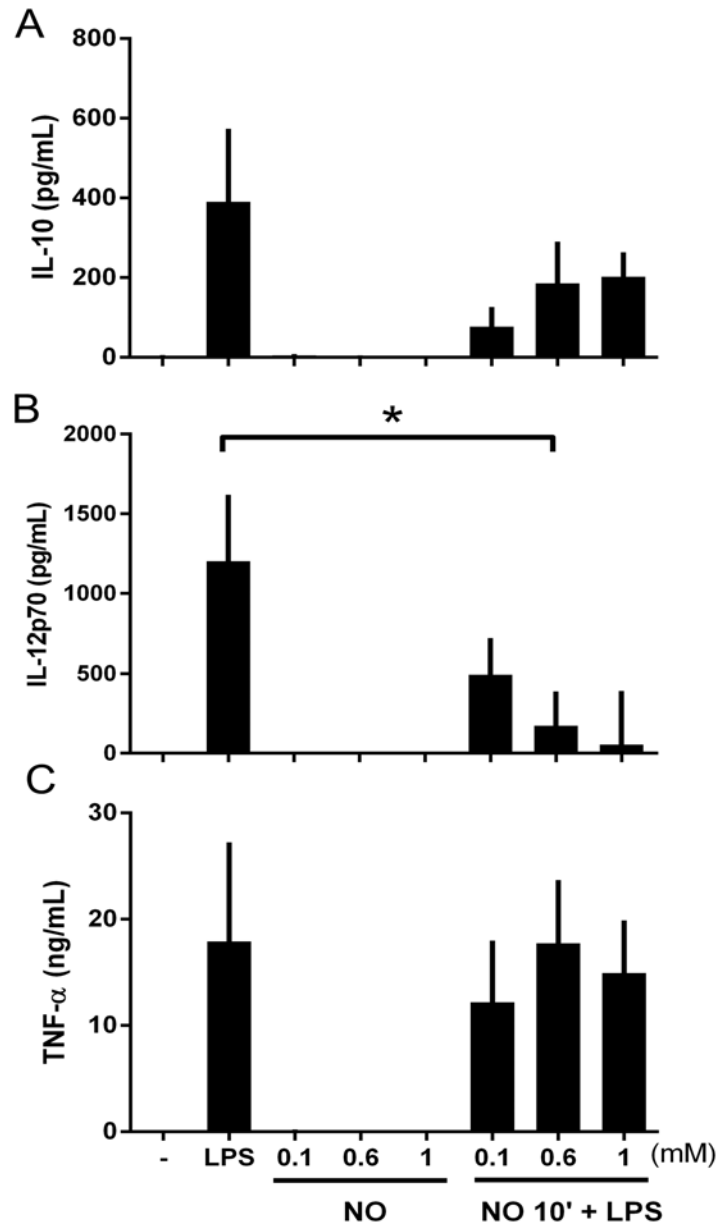 A
800
600
400
200
0
IL-10 (pg/mL)
B
*
2000
1500
1000
500
0
IL-12p70 (pg/mL)
C
30
20
10
0
TNF-α (ng/mL)
- LPS 0.1 0.6 1 0.1 0.6 1 (mM)
NO NO 10' + LPS